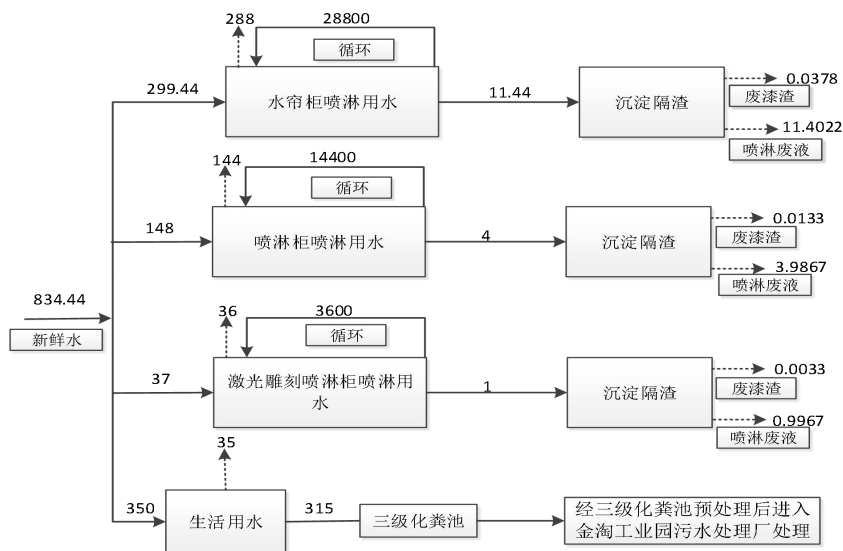 288
28800
循环
299.44
水帘柜喷淋用水
11.44
沉淀隔渣
0.0378
废漆渣
11.4022
喷淋废液
144
14400
循环
148
喷淋柜喷淋用水
4
沉淀隔渣
0.0133
废漆渣
3.9867
喷淋废液
834.44
新鲜水
36
3600
循环
37
激光雕刻喷淋柜喷淋用
水
1
沉淀隔渣
0.0033
废漆渣
0.9967
喷淋废液
35
350
生活用水
315
三级化粪池
经三级化粪池预处理后进入
金淘工业园污水处理厂处理